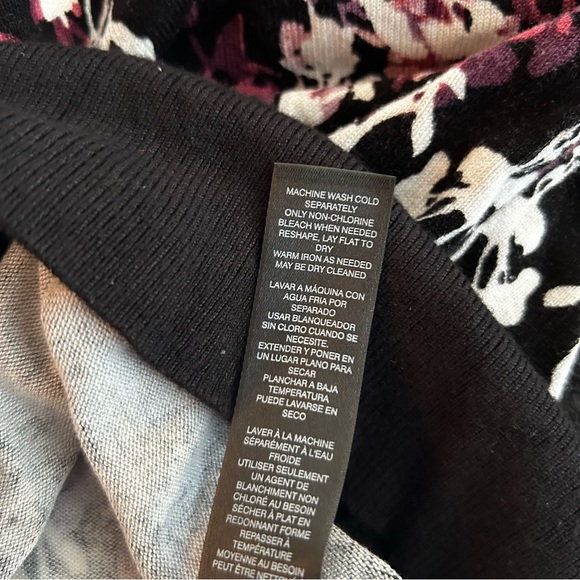 MACHINE WASH COLD
SEPARATELY
ONLY NON-CHLORINE
BLEACH WHEN NEEDED
RESHAPE, LAY FLAT TO
DRY
WARM IRON AS NEEDED
MAY BE DRY CLEANED
LAVAR A MÁQUINA CON
AGUA FRIA POR
SEPARADO
USAR BLANQUEADOR
SIN CLORO CUANDO SE
NECESITE.
EXTENDER Y PONER EN
UN LUGAR PLANO PARA
SECAR
PLANCHAR A BAJA
TEMPERATURA
PUEDE LAVARSE EN
SECO
LAVER À LA MACHINE
SÉPARÉMENT À L'EAU
FROIDE
UTILISER SEULEMENT
UN AGENT DE
BLANCHIMENT NON
CHLORÉ AU BESOIN
SÉCHER À PLAT EN
REDONNANT FORME
REPASSER À
TEMPÉRATURE
MOYENNE AU BESOIN
PEUT ÊTRE NETTOY